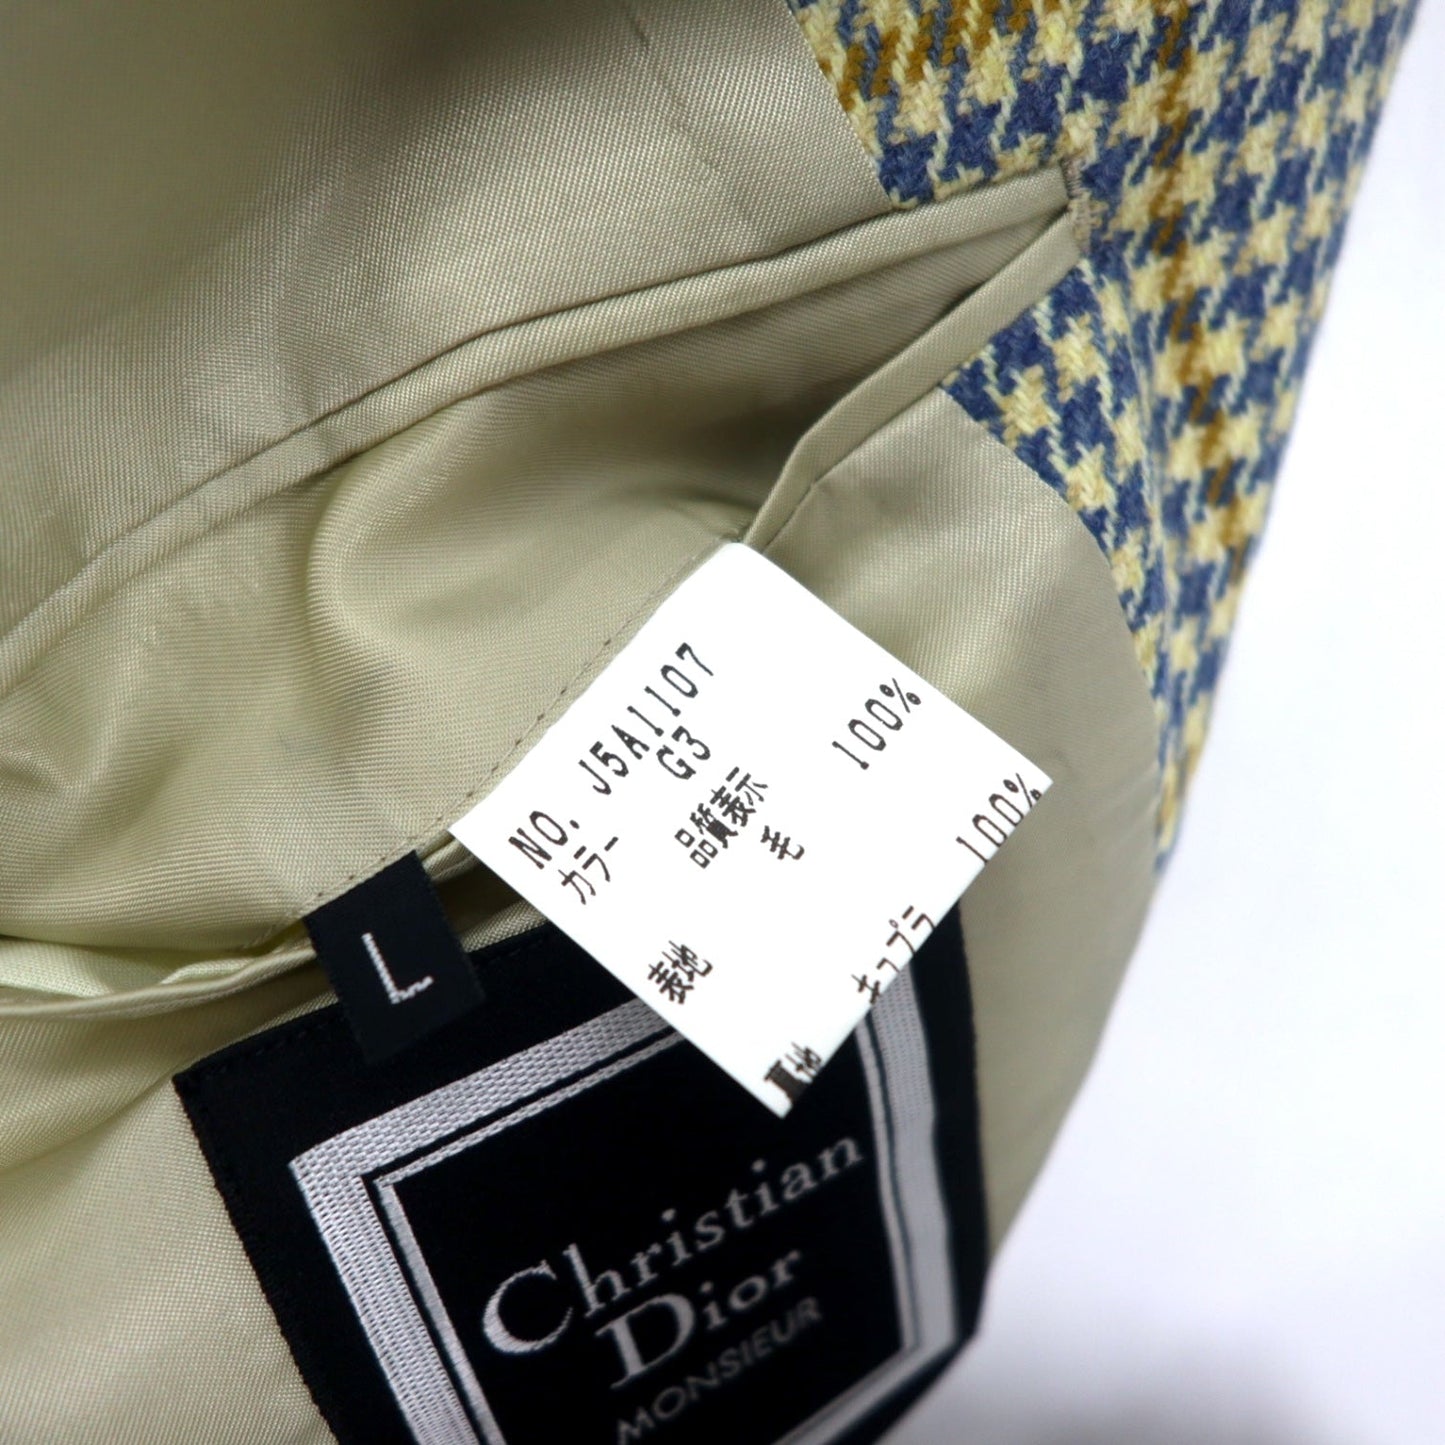 NO. J5A1107
カラー G3
品質表示
表地 毛 100%
裏地 キュプラ 100%
L
Christian
Dior
MONSIEUR